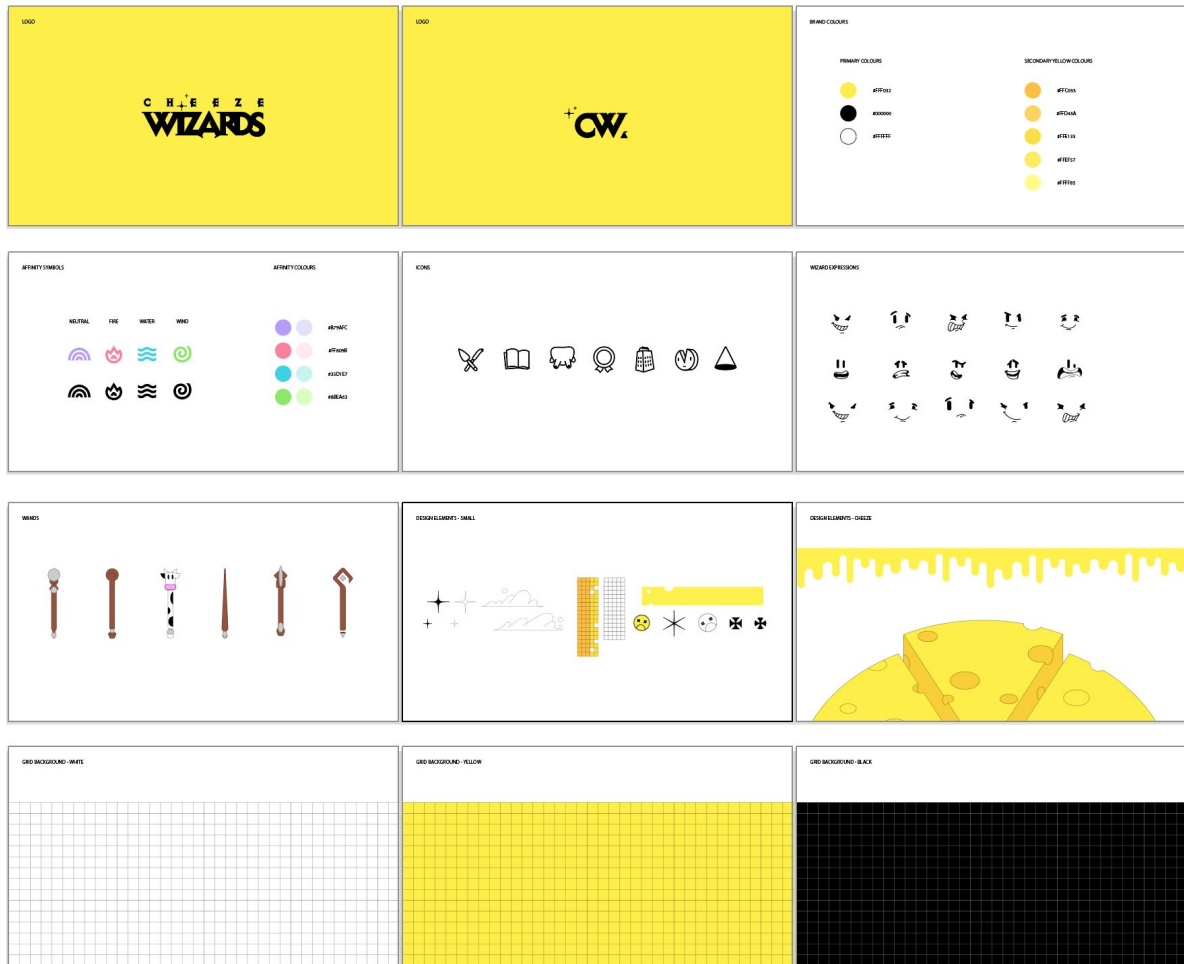 LOGO
CHEEZE
WIZARDS
LOGO
CW.
BRAND COLOURS
PRIMARY COLOURS
SECONDARY YELLOW COLOURS
#000000
#FFFFFF
AFFINITY SYMBOLS
AFFINITY COLOURS
NEUTRAL FIRE WATER WIND
ICONS
WIZARD EXPRESSIONS
WANDS
DESIGN ELEMENTS - SMALL
DESIGN ELEMENTS - CHEEZE
GRID BACKGROUND - WHITE
GRID BACKGROUND - YELLOW
GRID BACKGROUND - BLACK